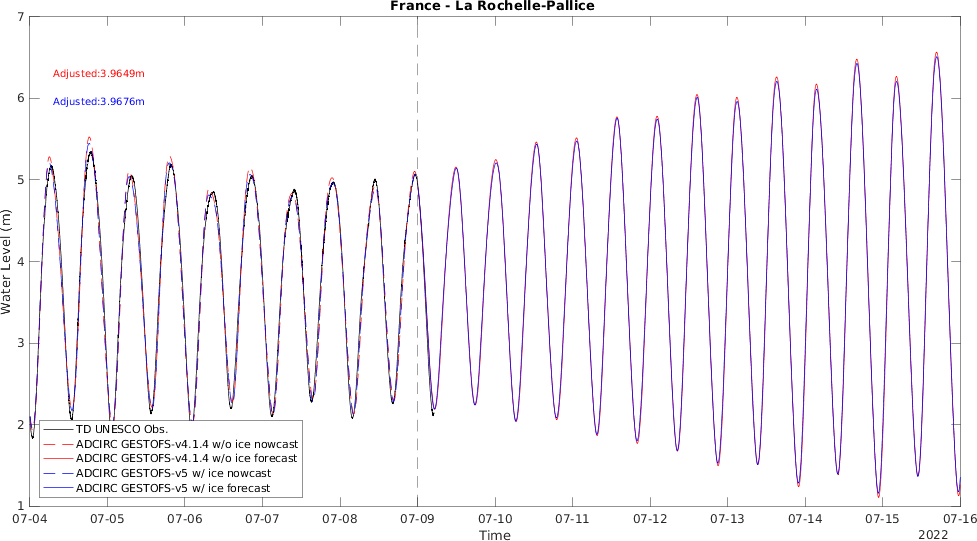 France - La Rochelle-Pallice
7
6
5
4
3
2
1
Water Level (m)
Adjusted:3.9649m
Adjusted:3.9676m
TD UNESCO Obs.
ADCIRC GESTOFS-v4.1.4 w/o ice nowcast
ADCIRC GESTOFS-v4.1.4 w/o ice forecast
ADCIRC GESTOFS-v5 w/ ice nowcast
ADCIRC GESTOFS-v5 w/ ice forecast
07-04 07-05 07-06 07-07 07-08 07-09 07-10 07-11 07-12 07-13 07-14 07-15 07-16
Time
2022